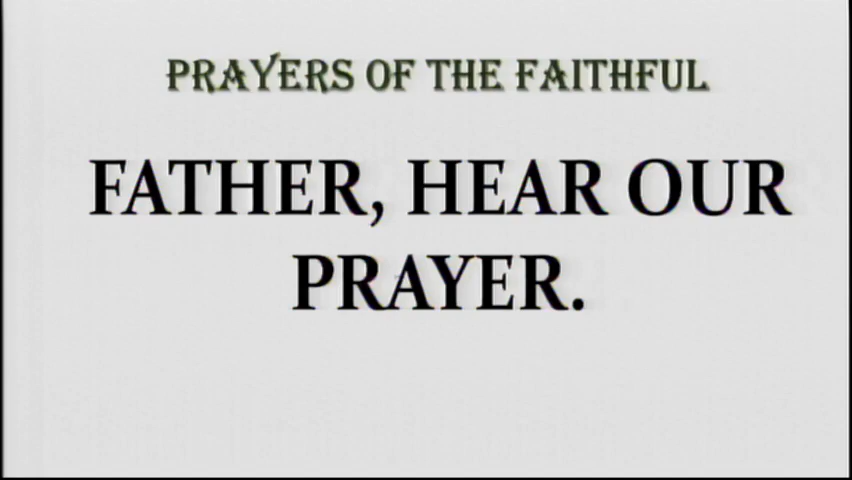 PRAYERS OF THE FAITHFUL
FATHER, HEAR OUR
PRAYER.